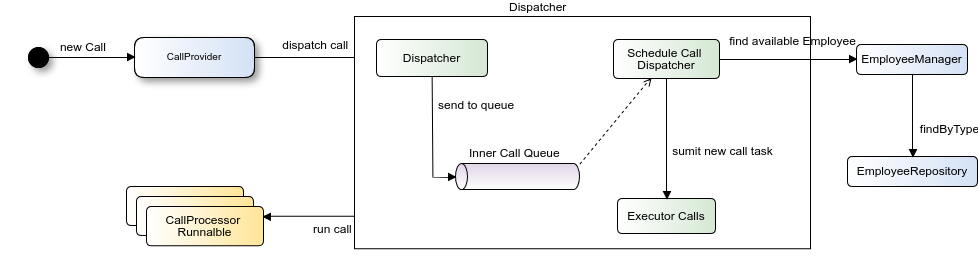 Dispatcher
new Call
CallProvider
dispatch call
Dispatcher
Schedule Call
Dispatcher
find available Employee
EmployeeManager
send to queue
findByType
Inner Call Queue
sumit new call task
EmployeeRepository
CallProcessor
Runnalble
run call
Executor Calls